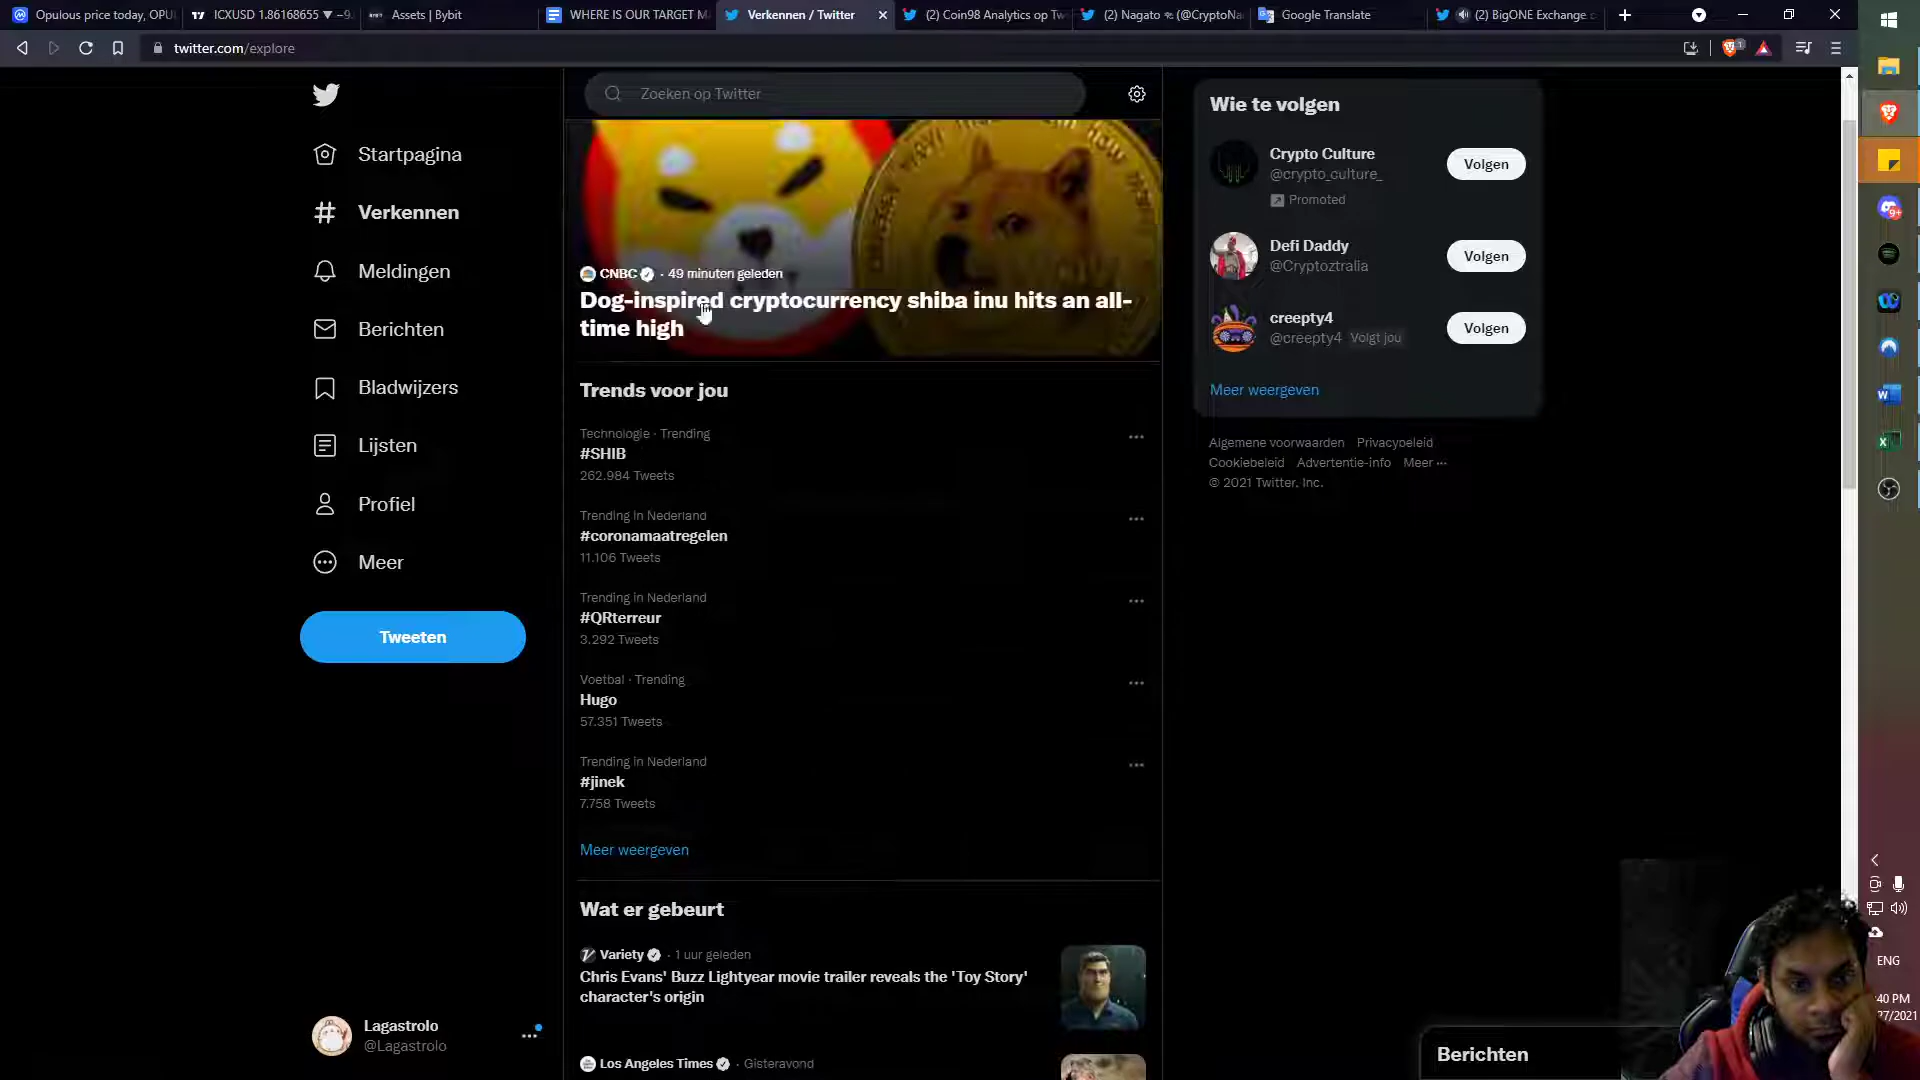 Opulous price today, OPU
ICXUSD 1.86168655 ▼ −9.
Assets | Bybit
WHERE IS OUR TARGET M
Verkennen / Twitter
(2) Coin98 Analytics op Tw
(2) Nagato
(@CryptoNa
Google Translate
(2) BigONE Exchange
twitter.com/explore
Startpagina
Verkennen
Meldingen
Berichten
Bladwijzers
Lijsten
Profiel
Meer
Tweeten
Lagastrolo
@Lagastrolo
Zoeken op Twitter
CNBC · 49 minuten geleden
Dog-inspired cryptocurrency shiba inu hits an all-
time high
Trends voor jou
Technologie · Trending
#SHIB
262.984 Tweets
Trending in Nederland
#coronamaatregelen
11.106 Tweets
Trending in Nederland
#QRterreur
3.292 Tweets
Voetbal · Trending
Hugo
57.351 Tweets
Trending in Nederland
#jinek
7.758 Tweets
Meer weergeven
Wat er gebeurt
Variety · 1 uur geleden
Chris Evans' Buzz Lightyear movie trailer reveals the 'Toy Story'
character's origin
Los Angeles Times · Gisteravond
Wie te volgen
Crypto Culture
@crypto_culture_
Promoted
Volgen
Defi Daddy
@Cryptoztralia
Volgen
creepty4
@creepty4 Volgt jou
Volgen
Meer weergeven
Algemene voorwaarden Privacybeleid
Cookiebeleid Advertentie-info Meer ···
© 2021 Twitter, Inc.
Berichten
9+
ENG
:40 PM
27/2021